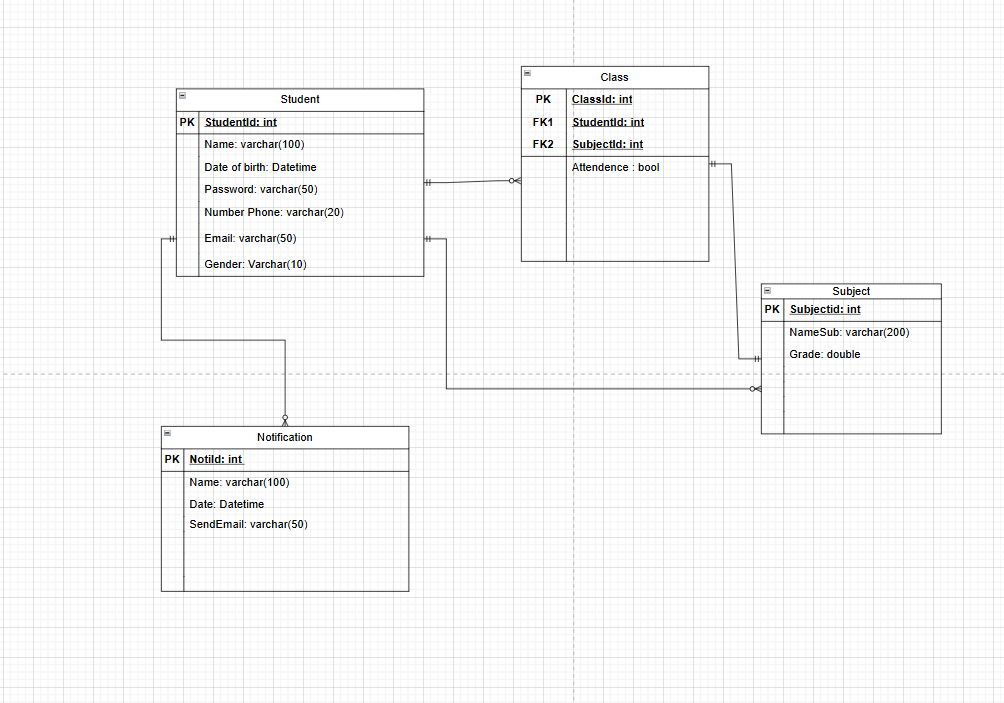 Student
PK StudentId: int
Name: varchar(100)
Date of birth: Datetime
Password: varchar(50)
Number Phone: varchar(20)
Email: varchar(50)
Gender: Varchar(10)
Class
PK ClassId: int
FK1 StudentId: int
FK2 SubjectId: int
Attendence : bool
Subject
PK Subjectid: int
NameSub: varchar(200)
Grade: double
Notification
PK NotiId: int
Name: varchar(100)
Date: Datetime
SendEmail: varchar(50)